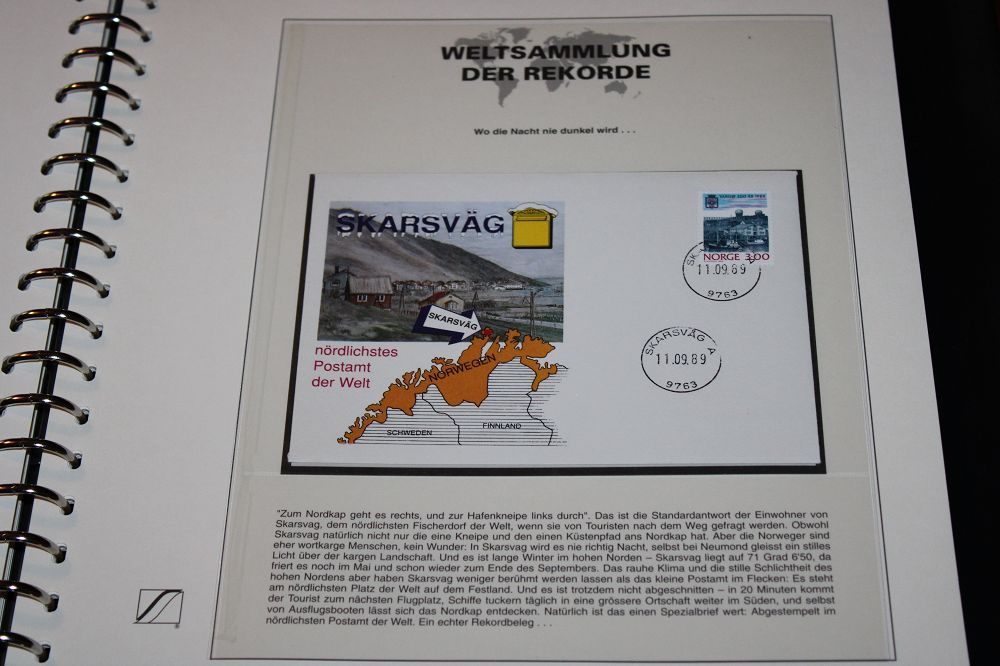 WELTSAMMLUNG
DER REKORDE
Wo die Nacht nie dunkel wird . . .
SKARSVÄG
NORGE 3.00
11.09.89
9763
SKARSVÄG
SKARSVÅG A
11.09.89
9763
nördlichstes
Postamt
der Welt
NORWEGEN
SCHWEDEN
FINNLAND
"Zum Nordkap geht es rechts, und zur Hafenkneipe links durch". Das ist die Standardantwort der Einwohner von
Skarsvag, dem nördlichsten Fischerdorf der Welt, wenn sie von Touristen nach dem Weg gefragt werden. Obwohl
Skarsvag natürlich nicht nur die eine Kneipe und den einen Küstenpfad ans Nordkap hat. Aber die Norweger sind
eher wortkarge Menschen, kein Wunder: In Skarsvag wird es nie richtig Nacht, selbst bei Neumond gleisst ein stilles
Licht über der kargen Landschaft. Und es ist lange Winter im hohen Norden – Skarsvag liegt auf 71 Grad 6'50, da
friert es noch im Mai und schon wieder zum Ende des Septembers. Das rauhe Klima und die stille Schlichtheit des
hohen Nordens aber haben Skarsvag weniger berühmt werden lassen als das kleine Postamt im Flecken: Es steht
am nördlichsten Platz der Welt auf dem Festland. Und es ist trotzdem nicht abgeschnitten – in 20 Minuten kommt
der Tourist zum nächsten Flugplatz, Schiffe tuckern täglich in eine grössere Ortschaft weiter im Süden, und selbst
von Ausflugsbooten lässt sich das Nordkap entdecken. Natürlich ist das einen Spezialbrief wert: Abgestempelt im
nördlichsten Postamt der Welt. Ein echter Rekordbeleg . . .